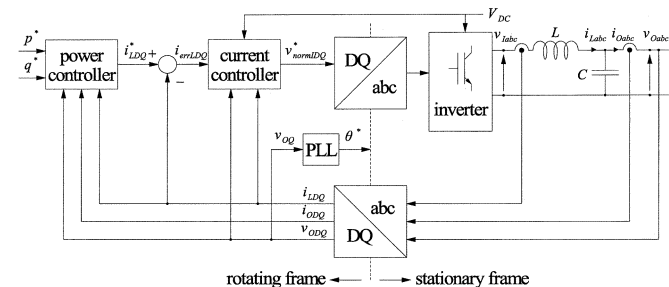 p*
q*
power controller
i*LDQ +
−
ierrLDQ
current controller
v*normIDQ
DQ
abc
VDC
inverter
vIabc
L
iLabc
iOabc
vOabc
C
vOQ
PLL
θ*
iLDQ
iODQ
vODQ
abc
DQ
rotating frame
stationary frame